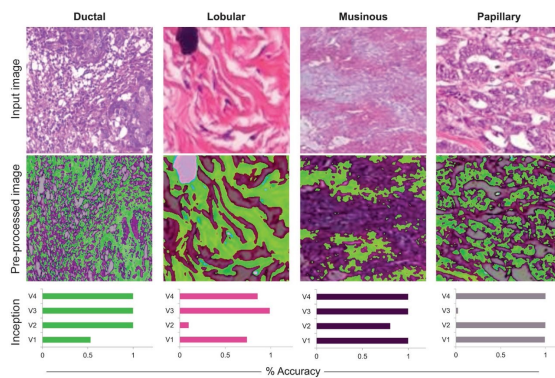 Ductal
Lobular
Musinous
Papillary
Input image
Pre-processed image
Inception
V4
V3
V2
V1
0.5
1
V4
V3
V2
V1
0
0.5
1
V4
V3
V2
V1
0
0.5
1
V4
V3
V2
V1
0
0.5
1
% Accuracy